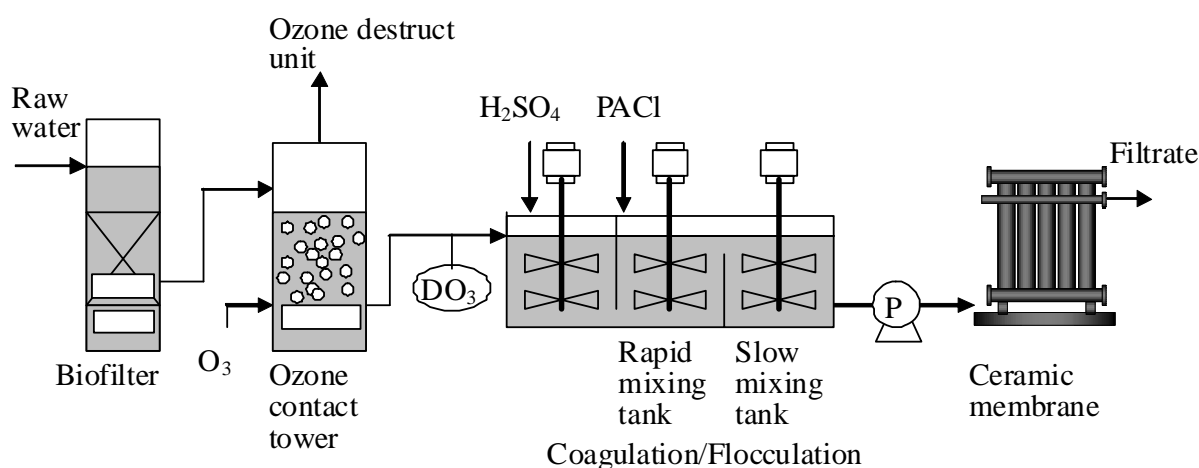 Ozone destruct
unit
Raw
water
H₂SO₄
PACl
Filtrate
DO₃
P
O₃
Biofilter
Ozone
contact
tower
Rapid
mixing
tank
Slow
mixing
tank
Ceramic
membrane
Coagulation/Flocculation